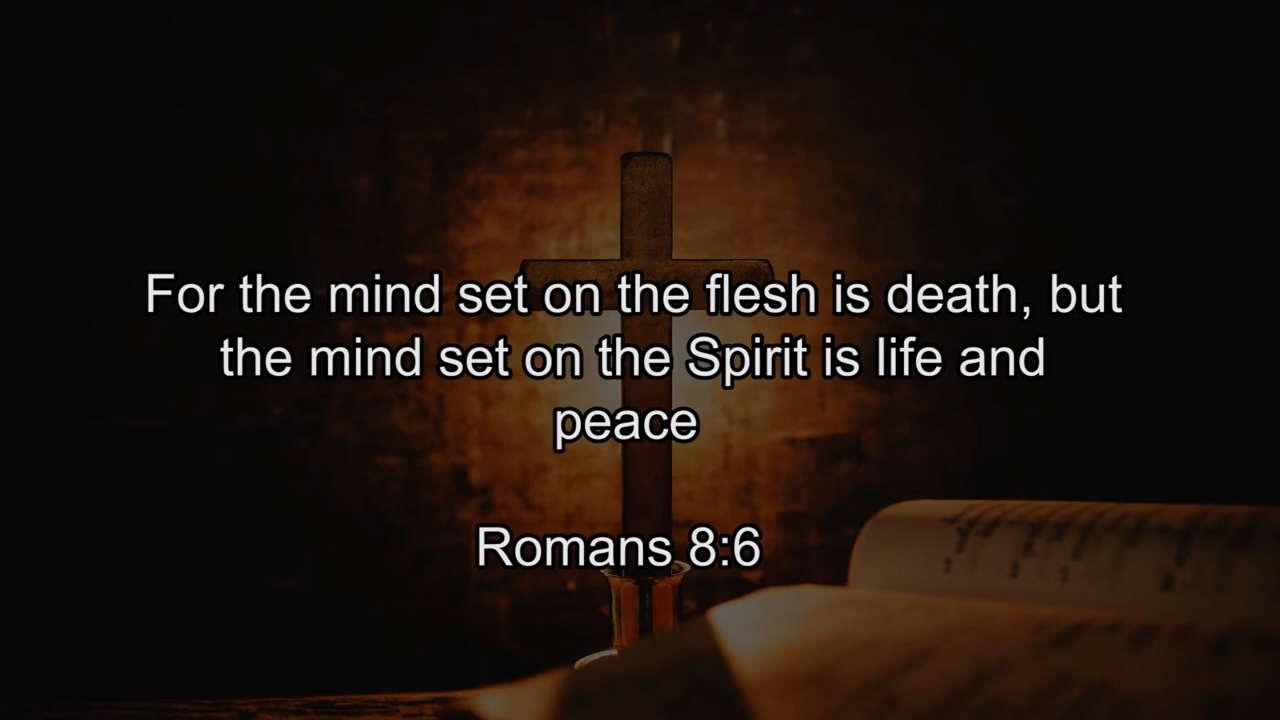 For the mind set on the flesh is death, but
the mind set on the Spirit is life and
peace
Romans 8:6